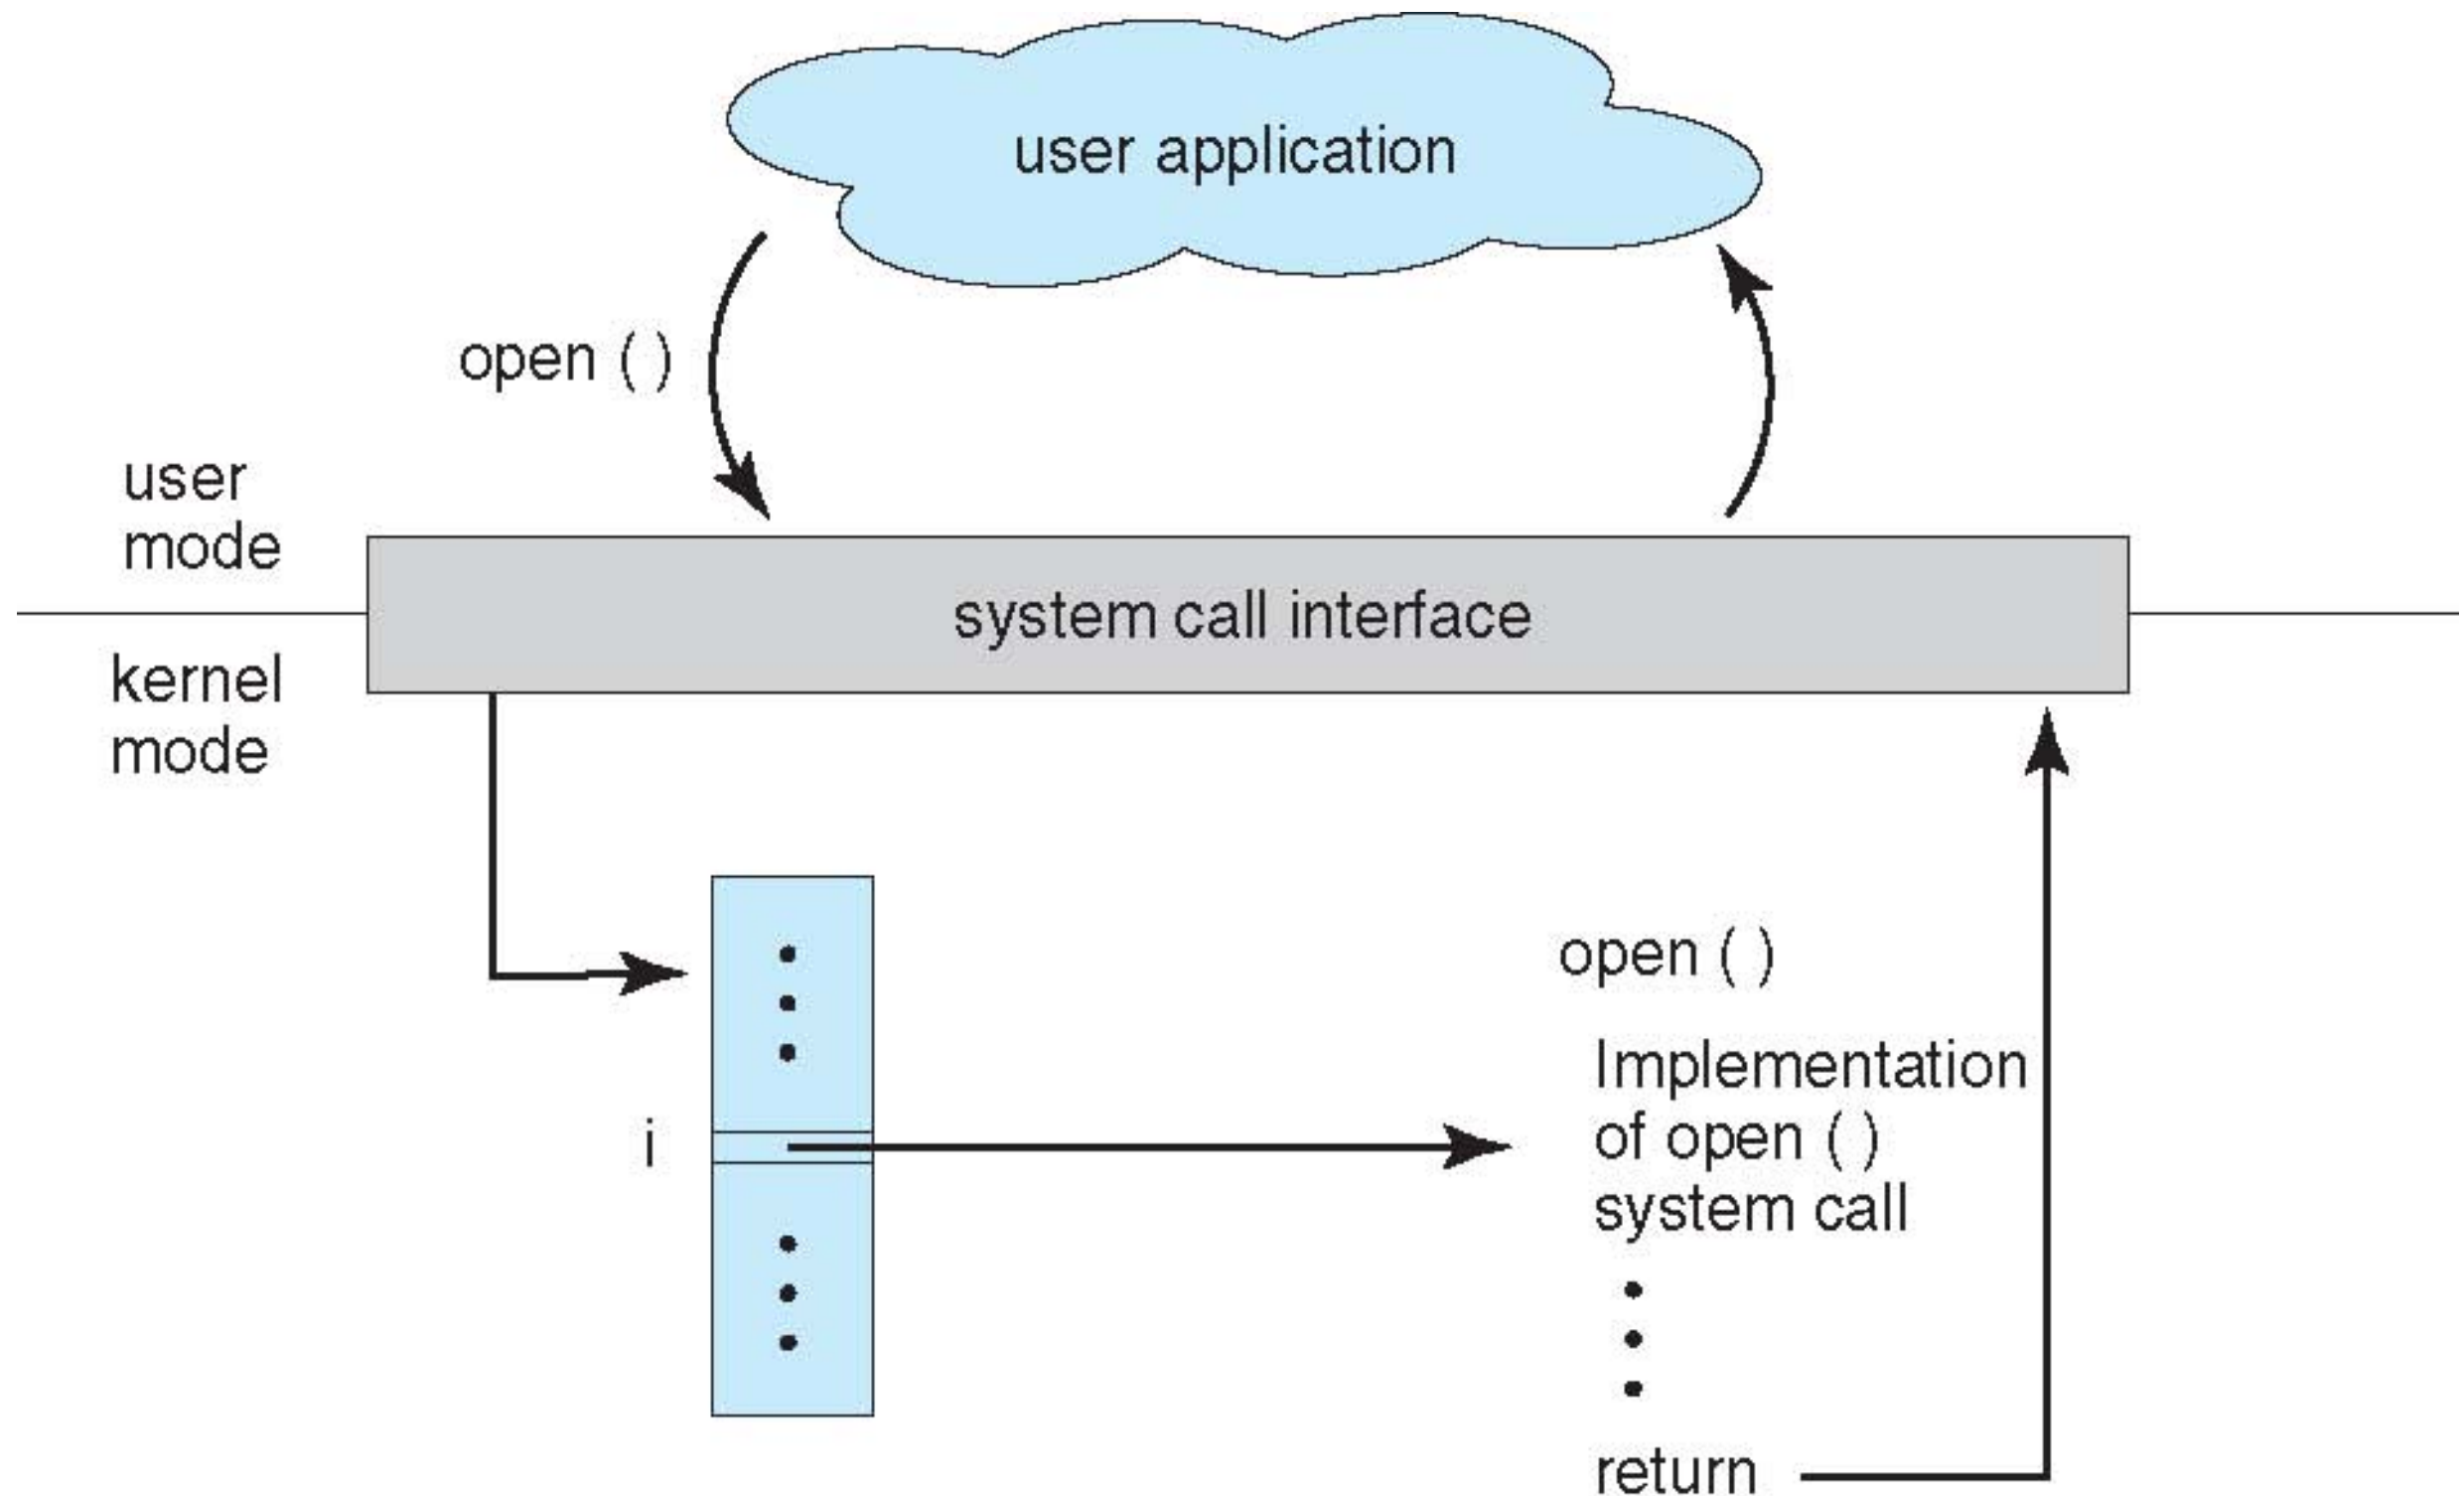 user application
open ( )
user
mode
system call interface
kernel
mode
open ( )
i
Implementation
of open ( )
system call
return